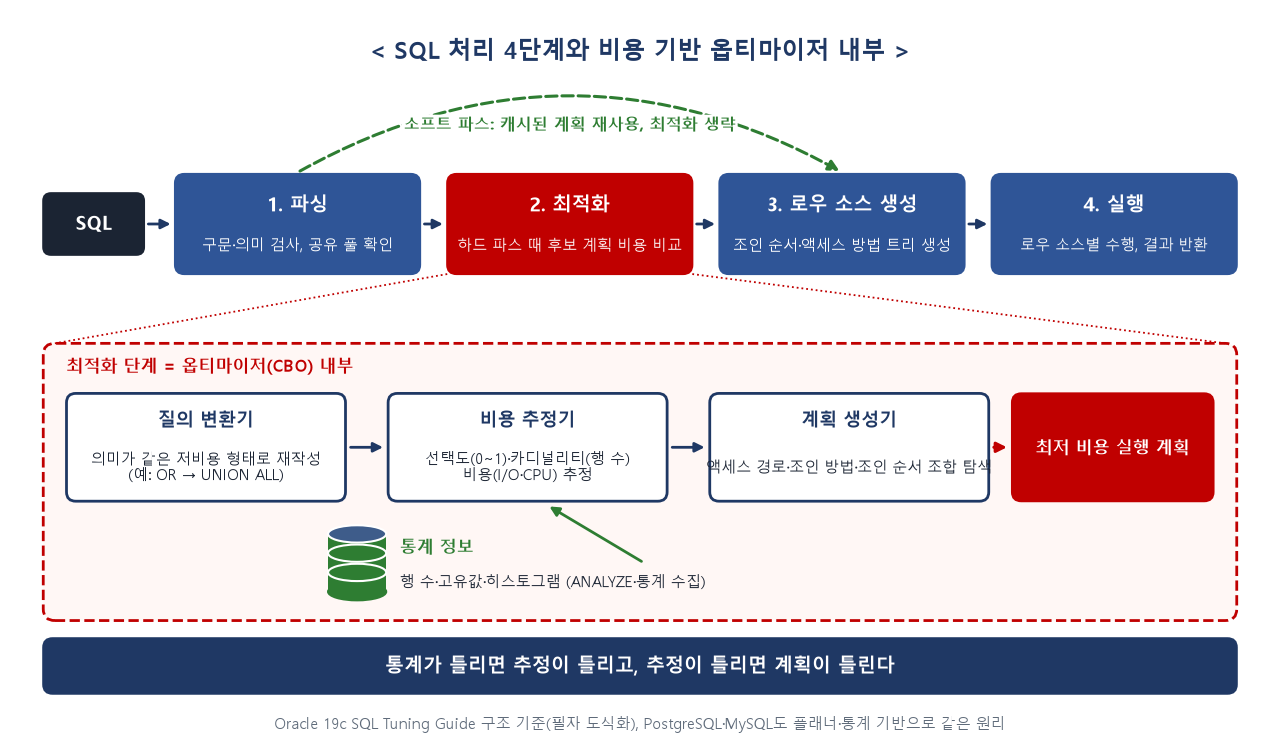 < SQL 처리 4단계와 비용 기반 옵티마이저 내부 >
소프트 파스: 캐시된 계획 재사용, 최적화 생략
SQL
1. 파싱
구문·의미 검사, 공유 풀 확인
2. 최적화
하드 파스 때 후보 계획 비용 비교
3. 로우 소스 생성
조인 순서·액세스 방법 트리 생성
4. 실행
로우 소스별 수행, 결과 반환
최적화 단계 = 옵티마이저(CBO) 내부
질의 변환기
의미가 같은 저비용 형태로 재작성
(예: OR → UNION ALL)
비용 추정기
선택도(0~1)·카디널리티(행 수)
비용(I/O·CPU) 추정
계획 생성기
액세스 경로·조인 방법·조인 순서 조합 탐색
최저 비용 실행 계획
통계 정보
행 수·고유값·히스토그램 (ANALYZE·통계 수집)
통계가 들리면 추정이 들리고, 추정이 들리면 계획이 들린다
Oracle 19c SQL Tuning Guide 구조 기준(필자 도식화), PostgreSQL·MySQL도 플래너·통계 기반으로 같은 원리